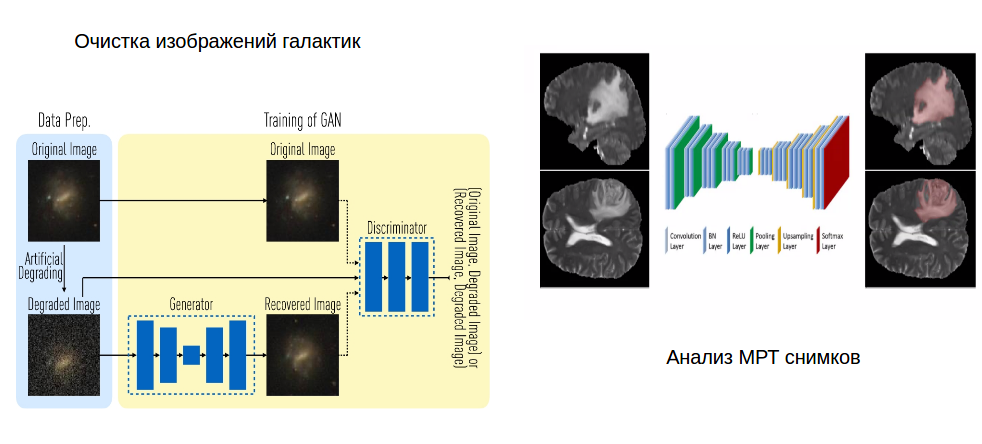 Очистка изображений галактик
Data Prep.
Training of GAN
Original Image
Original Image
Artificial
Degrading
Degraded Image
Generator
Recovered Image
Discriminator
(Original Image, Degraded Image) or
(Recovered Image, Degraded Image)
Convolution
Layer
BN
Layer
ReLU
Layer
Pooling
Layer
Upsampling
Layer
Softmax
Layer
Анализ МРТ снимков